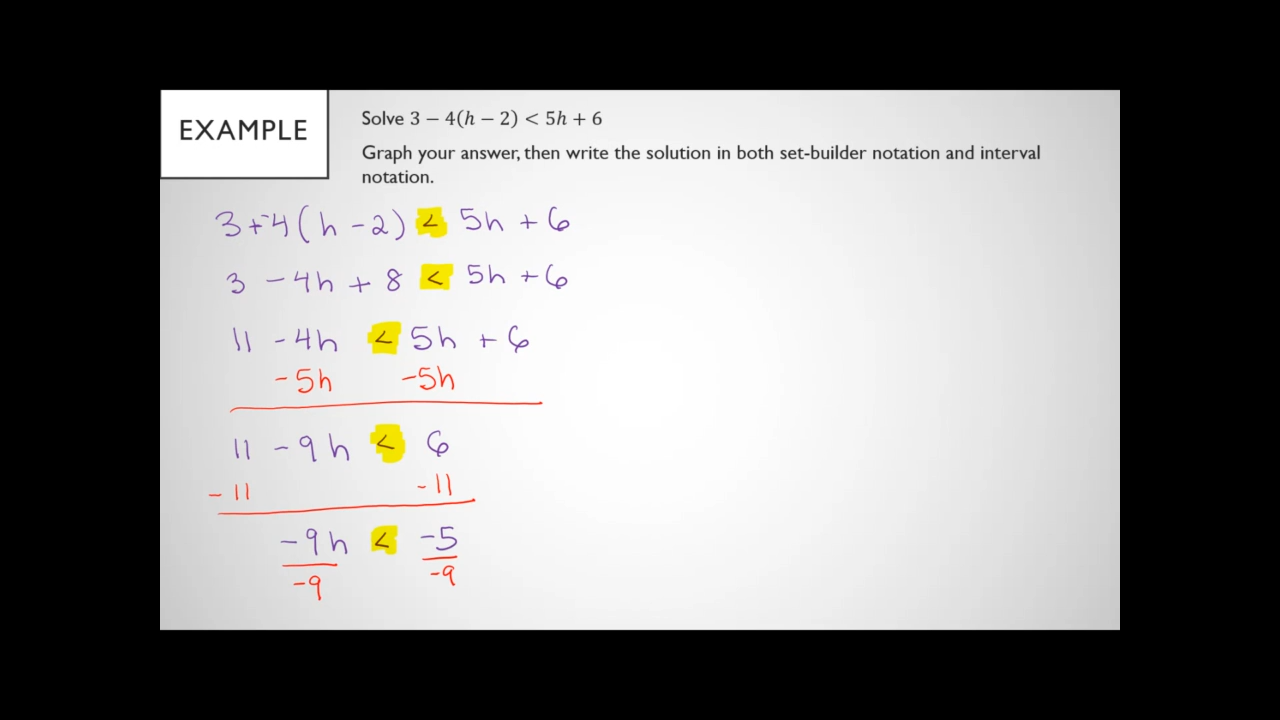 EXAMPLE
Solve 3 − 4(ℎ − 2) < 5ℎ + 6
Graph your answer, then write the solution in both set-builder notation and interval
notation.
3+-4(h-2) < 5h + 6
3 - 4h + 8 < 5h + 6
11 - 4h < 5h + 6
-5h -5h
11 - 9h < 6
-11 -11
-9h < -5
-9 -9